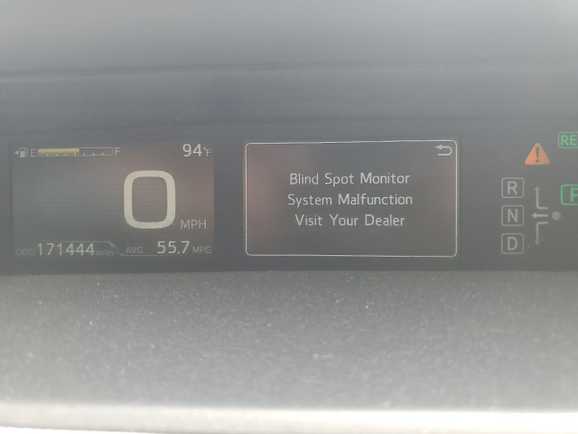 E F
94°F
0 MPH
ODO 171444 miles AVG. 55.7 MPG
Blind Spot Monitor
System Malfunction
Visit Your Dealer
R
N
D